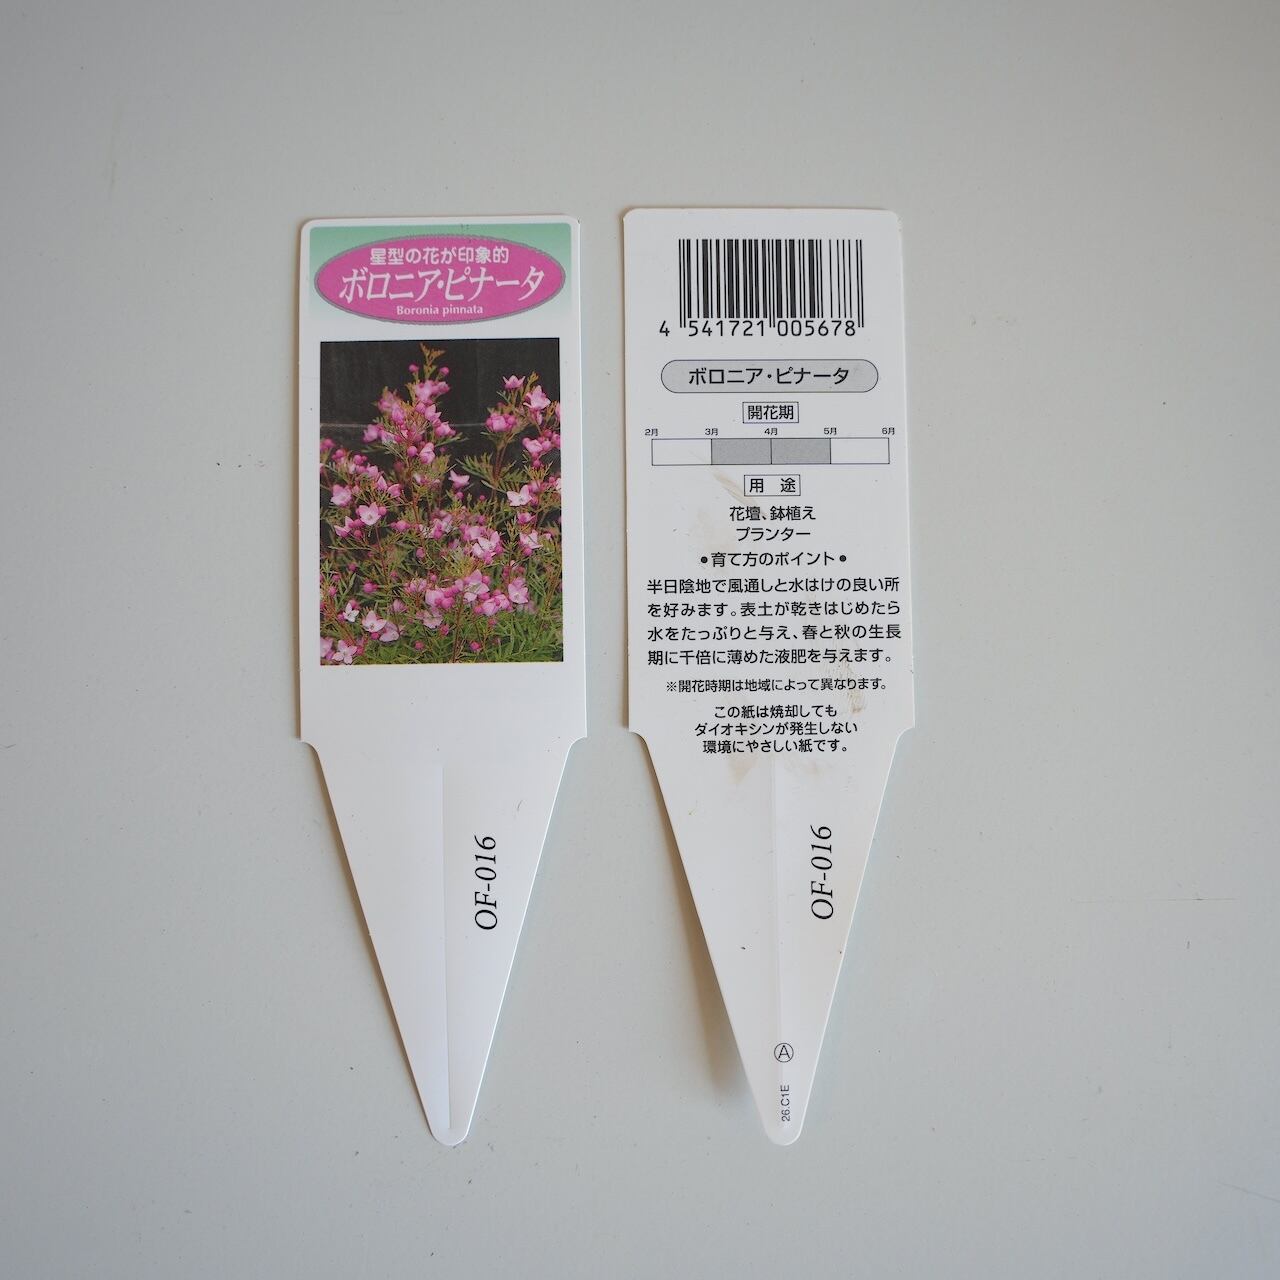 星型の花が印象的
ボロニア・ピナータ
Boronia pinnata
OF-016
4 541721 005678
ボロニア・ピナータ
開花期
2月 3月 4月 5月 6月
用 途
花壇、鉢植え
プランター
●育て方のポイント●
半日陰地で風通しと水はけの良い所
を好みます。表土が乾きはじめたら
水をたっぷりと与え、春と秋の生長
期に千倍に薄めた液肥を与えます。
※開花時期は地域によって異なります。
この紙は焼却しても
ダイオキシンが発生しない
環境にやさしい紙です。
OF-016
Ⓐ
26.C1E